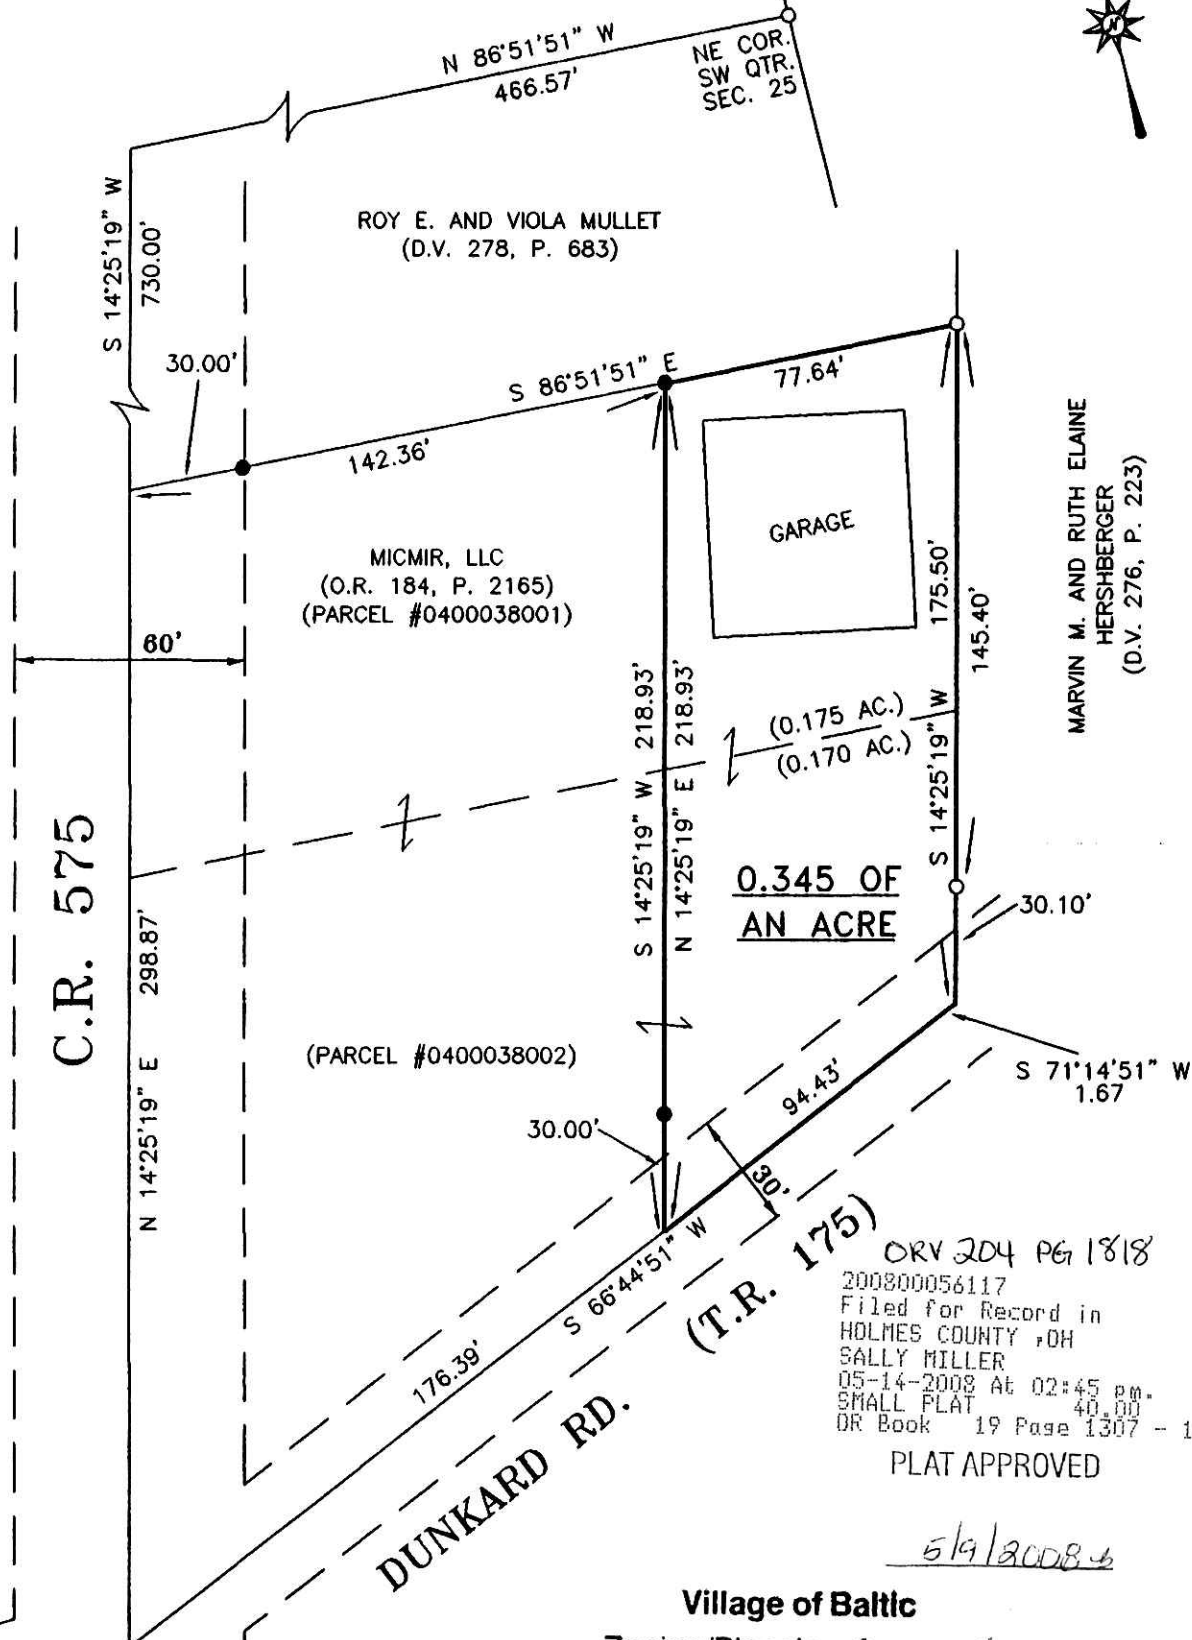 N 86°51'51" W
466.57'
NE COR.
SW QTR.
SEC. 25
N
S 14°25'19" W
730.00'
ROY E. AND VIOLA MULLET
(D.V. 278, P. 683)
30.00'
S 86°51'51" E
77.64'
142.36'
GARAGE
MICMIR, LLC
(O.R. 184, P. 2165)
(PARCEL #0400038001)
60'
S 14°25'19" W 218.93'
N 14°25'19" E 218.93'
S 14°25'19" W 175.50'
145.40'
MARVIN M. AND RUTH ELAINE
HERSHBERGER
(D.V. 276, P. 223)
(0.175 AC.)
(0.170 AC.)
0.345 OF
AN ACRE
30.10'
C.R. 575
N 14°25'19" E 298.87'
(PARCEL #0400038002)
30.00'
94.43'
S 71°14'51" W
1.67
30'
S 66°44'51" W
176.39'
DUNKARD RD. (T.R. 175)
ORV 204 PG 1818
200800056117
Filed for Record in
HOLMES COUNTY ,OH
SALLY MILLER
05-14-2008 At 02:45 pm.
SMALL PLAT 40.00
OR Book 19 Page 1307 - 1
PLAT APPROVED
5/9/2008
Village of Baltic